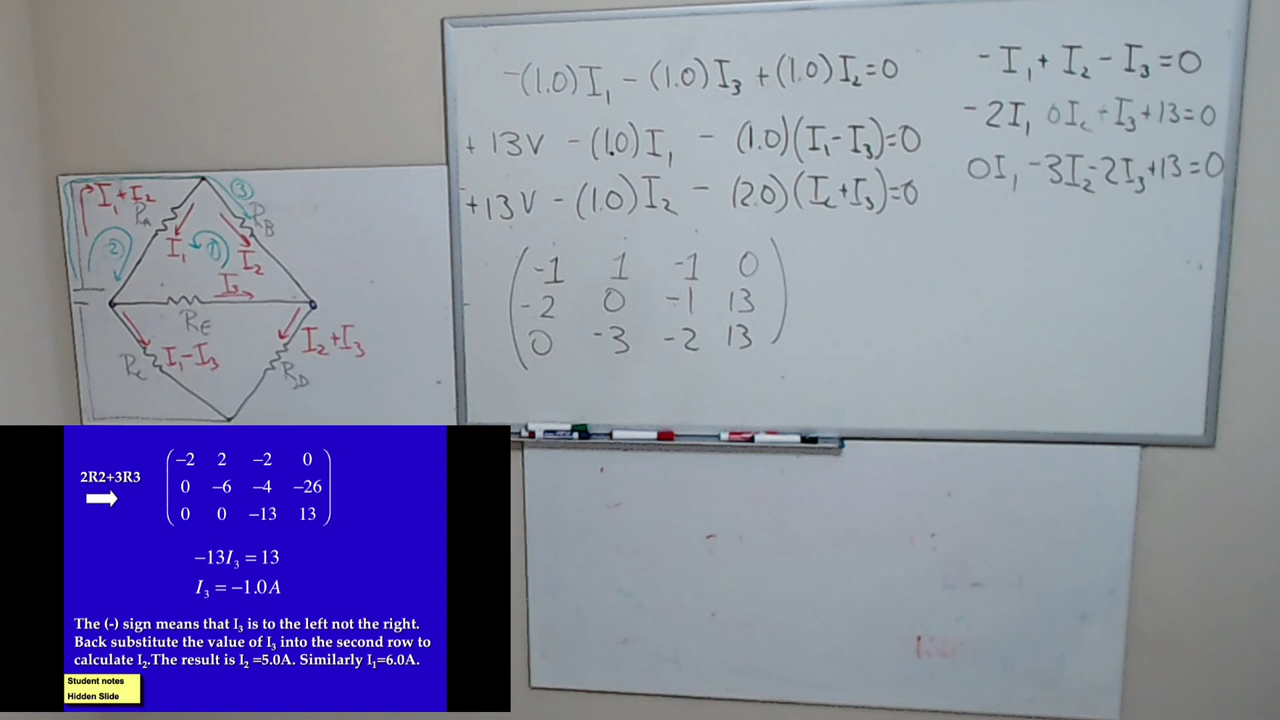 -(1.0)I₁ - (1.0)I₃ + (1.0)I₂ = 0
+ 13V - (1.0)I₁ - (1.0)(I₁-I₃)=0
+13V - (1.0)I₂ - (2.0)(I₂+I₃)=0
-1 1 -1 0
-2 0 -1 13
0 -3 -2 13
-I₁ + I₂ - I₃ = 0
-2I₁ 0I₂ + I₃ + 13 = 0
0I₁ - 3I₂ - 2I₃ + 13 = 0
I₁ + I₂
R_A
③
R_B
②
I₁
①
I₂
I₃
R_E
I₂ + I₃
R_C
I₁ - I₃
R_D
2R2+3R3
−2 2 −2 0
0 −6 −4 −26
0 0 −13 13
−13I₃ = 13
I₃ = −1.0A
The (-) sign means that I₃ is to the left not the right.
Back substitute the value of I₃ into the second row to
calculate I₂.The result is I₂ =5.0A. Similarly I₁=6.0A.
Student notes
Hidden Slide